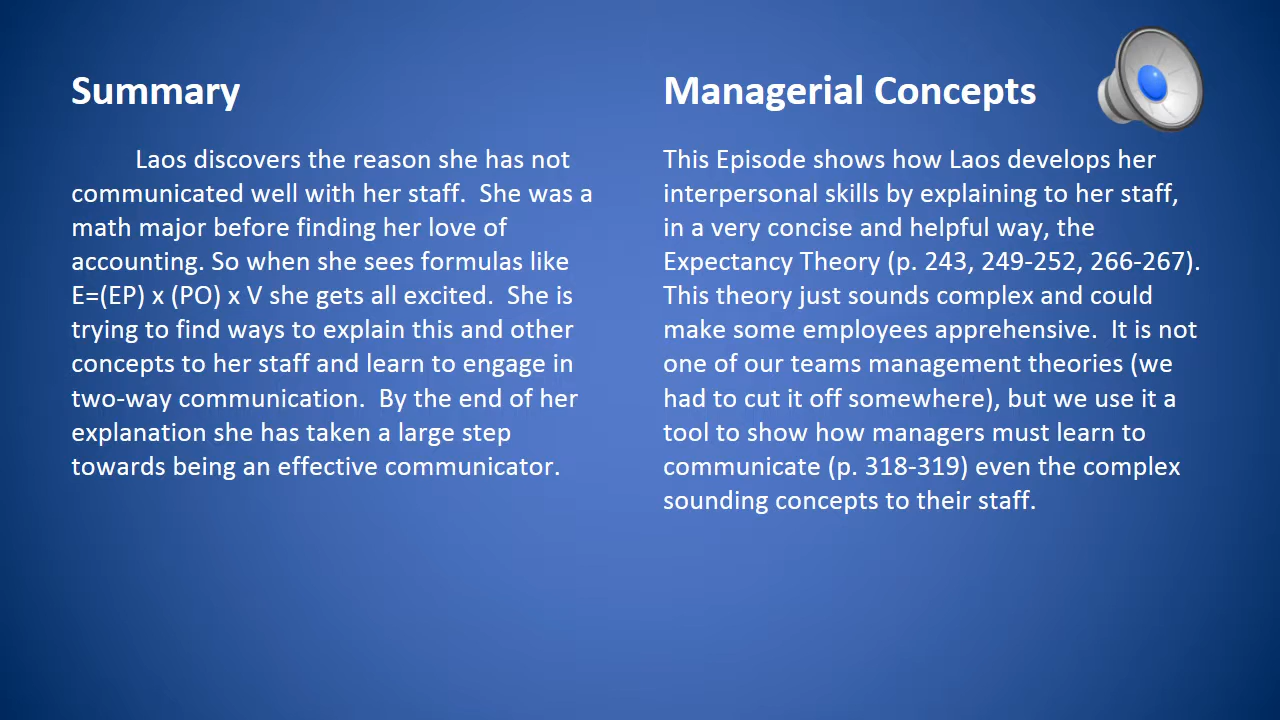 Summary
Laos discovers the reason she has not
communicated well with her staff.  She was a
math major before finding her love of
accounting. So when she sees formulas like
E=(EP) x (PO) x V she gets all excited.  She is
trying to find ways to explain this and other
concepts to her staff and learn to engage in
two-way communication.  By the end of her
explanation she has taken a large step
towards being an effective communicator.
Managerial Concepts
This Episode shows how Laos develops her
interpersonal skills by explaining to her staff,
in a very concise and helpful way, the
Expectancy Theory (p. 243, 249-252, 266-267).
This theory just sounds complex and could
make some employees apprehensive.  It is not
one of our teams management theories (we
had to cut it off somewhere), but we use it a
tool to show how managers must learn to
communicate (p. 318-319) even the complex
sounding concepts to their staff.